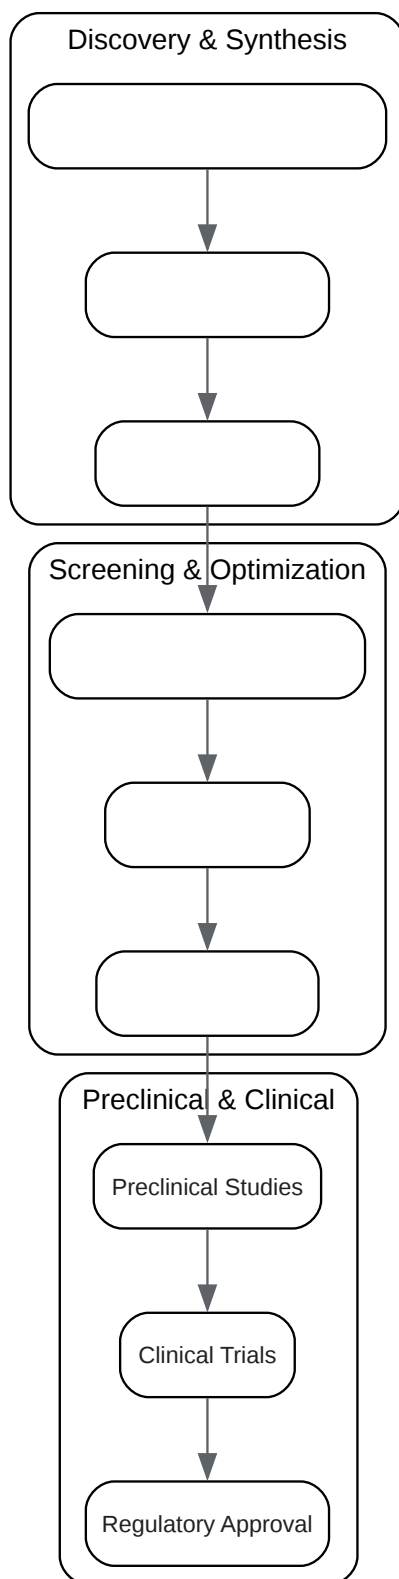 Discovery & Synthesis
Screening & Optimization
Preclinical & Clinical
Preclinical Studies
Clinical Trials
Regulatory Approval